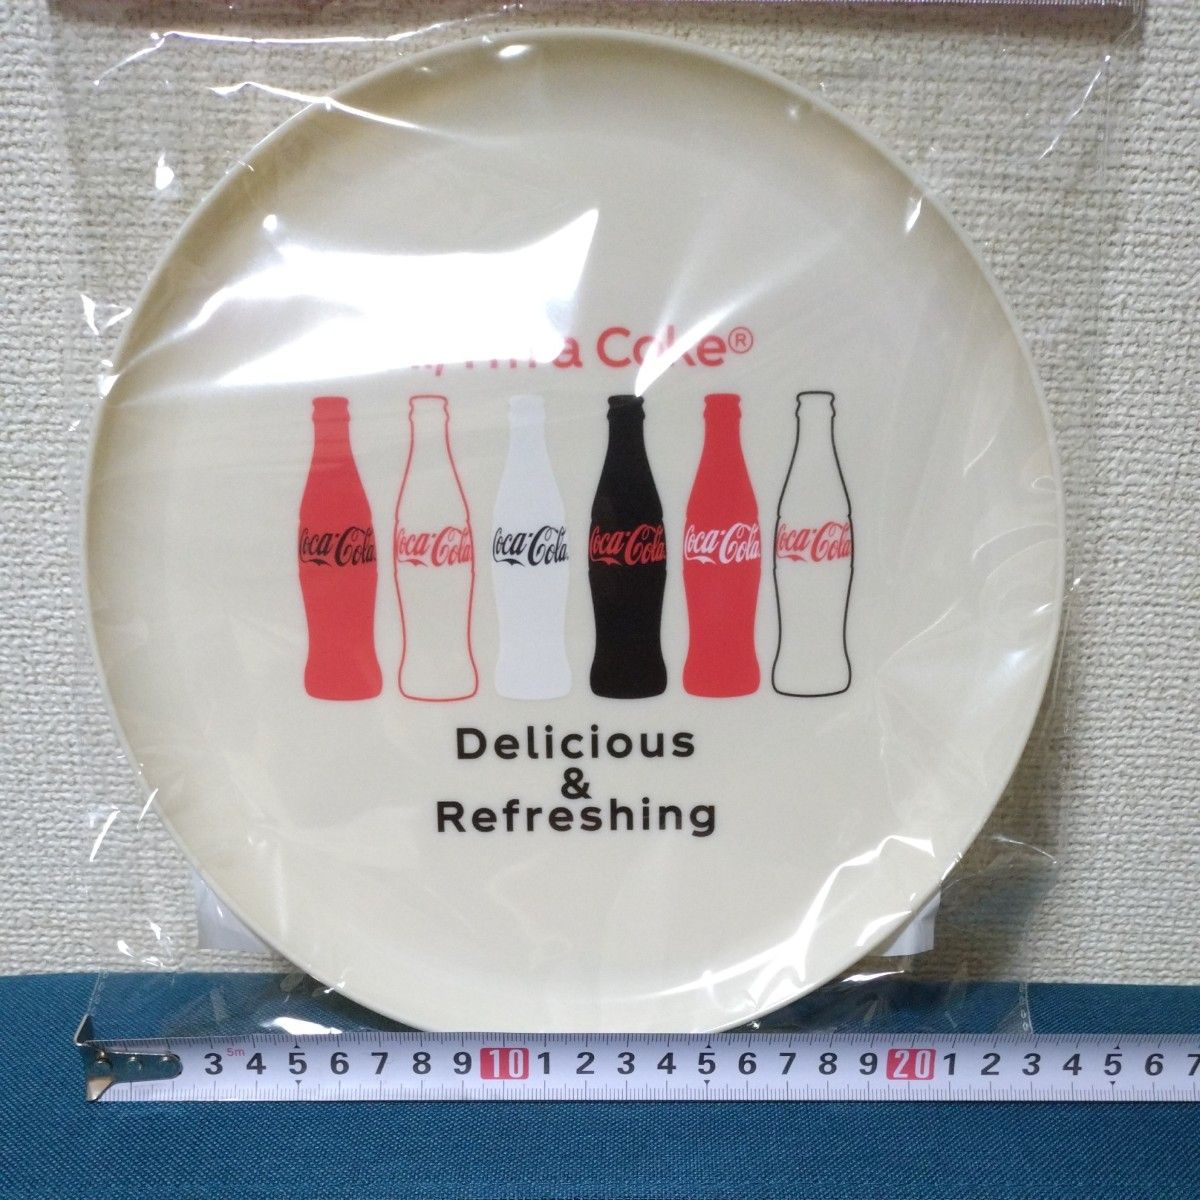 I'm a Coke®
Coca-Cola Coca-Cola Coca-Cola Coca-Cola Coca-Cola Coca-Cola
Delicious
&
Refreshing
3 5m 4 5 6 7 8 9 10 1 2 3 4 5 6 7 8 9 20 1 2 3 4 5 6 7